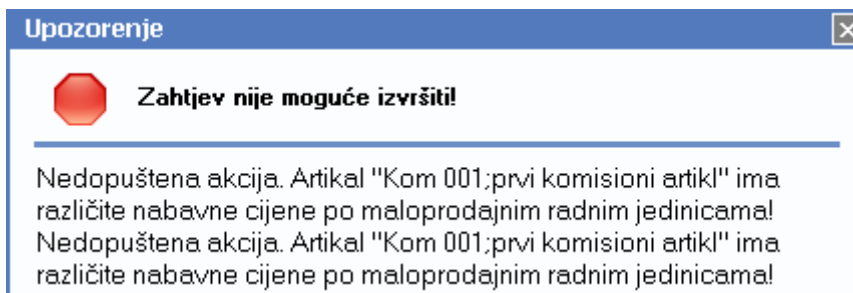 Upozorenje
Zahtjev nije moguće izvršiti!
Nedopuštena akcija. Artikal "Kom 001;prvi komisioni artikl" ima
različite nabavne cijene po maloprodajnim radnim jedinicama!
Nedopuštena akcija. Artikal "Kom 001;prvi komisioni artikl" ima
različite nabavne cijene po maloprodajnim radnim jedinicama!